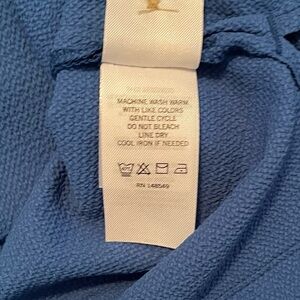 MACHINE WASH WARM
WITH LIKE COLORS
GENTLE CYCLE
DO NOT BLEACH
LINE DRY
COOL IRON IF NEEDED
RN 148549